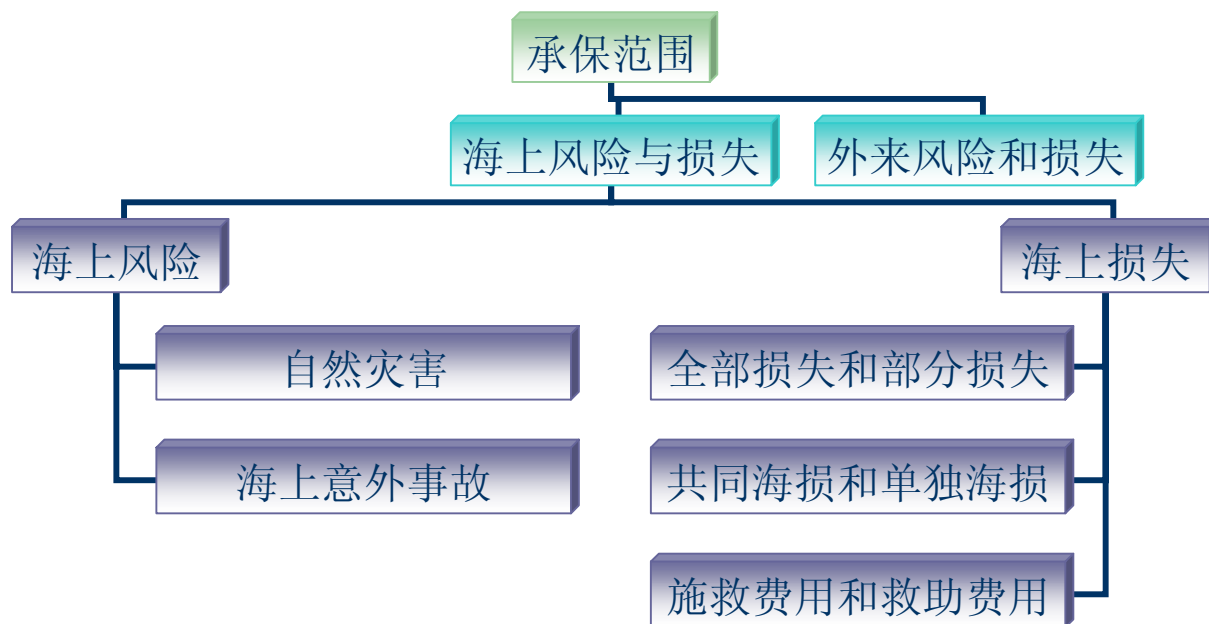 承保范围
海上风险与损失
外来风险和损失
海上风险
海上损失
自然灾害
全部损失和部分损失
海上意外事故
共同海损和单独海损
施救费用和救助费用